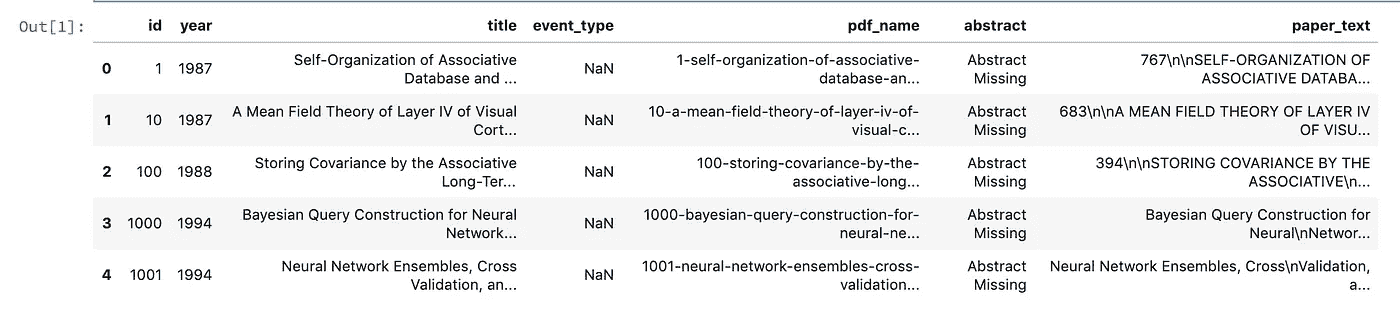 Out[1]: id year title event_type pdf_name abstract paper_text
0 1 1987 Self-Organization of Associative Database and ... NaN 1-self-organization-of-associative-database-an... Abstract Missing 767\n\nSELF-ORGANIZATION OF ASSOCIATIVE DATABA...
1 10 1987 A Mean Field Theory of Layer IV of Visual Cort... NaN 10-a-mean-field-theory-of-layer-iv-of-visual-c... Abstract Missing 683\n\nA MEAN FIELD THEORY OF LAYER IV OF VISU...
2 100 1988 Storing Covariance by the Associative Long-Ter... NaN 100-storing-covariance-by-the-associative-long... Abstract Missing 394\n\nSTORING COVARIANCE BY THE ASSOCIATIVE\n...
3 1000 1994 Bayesian Query Construction for Neural Network... NaN 1000-bayesian-query-construction-for-neural-ne... Abstract Missing Bayesian Query Construction for Neural\nNetwor...
4 1001 1994 Neural Network Ensembles, Cross Validation, an... NaN 1001-neural-network-ensembles-cross-validation... Abstract Missing Neural Network Ensembles, Cross\nValidation, a...